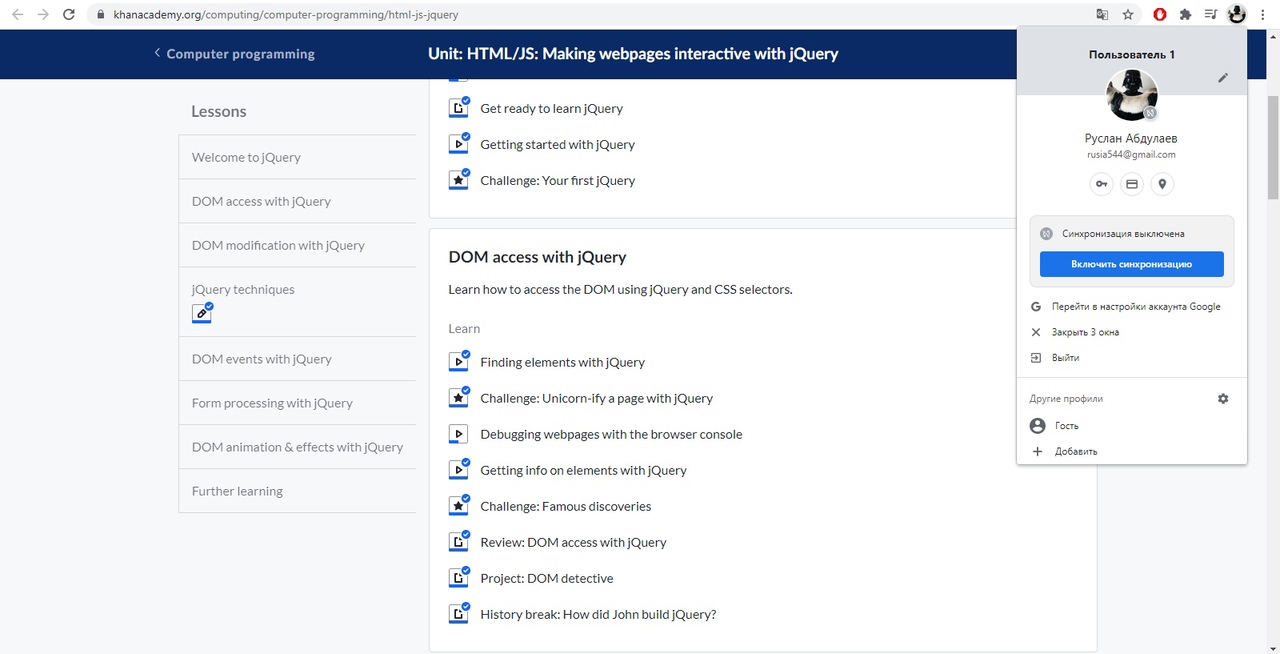 khanacademy.org/computing/computer-programming/html-js-jquery
Computer programming
Unit: HTML/JS: Making webpages interactive with jQuery
Lessons
Welcome to jQuery
DOM access with jQuery
DOM modification with jQuery
jQuery techniques
DOM events with jQuery
Form processing with jQuery
DOM animation & effects with jQuery
Further learning
Get ready to learn jQuery
Getting started with jQuery
Challenge: Your first jQuery
DOM access with jQuery
Learn how to access the DOM using jQuery and CSS selectors.
Learn
Finding elements with jQuery
Challenge: Unicorn-ify a page with jQuery
Debugging webpages with the browser console
Getting info on elements with jQuery
Challenge: Famous discoveries
Review: DOM access with jQuery
Project: DOM detective
History break: How did John build jQuery?
Пользователь 1
Руслан Абдулаев
rusia544@gmail.com
Синхронизация выключена
Включить синхронизацию
Перейти в настройки аккаунта Google
Закрыть 3 окна
Выйти
Другие профили
Гость
Добавить